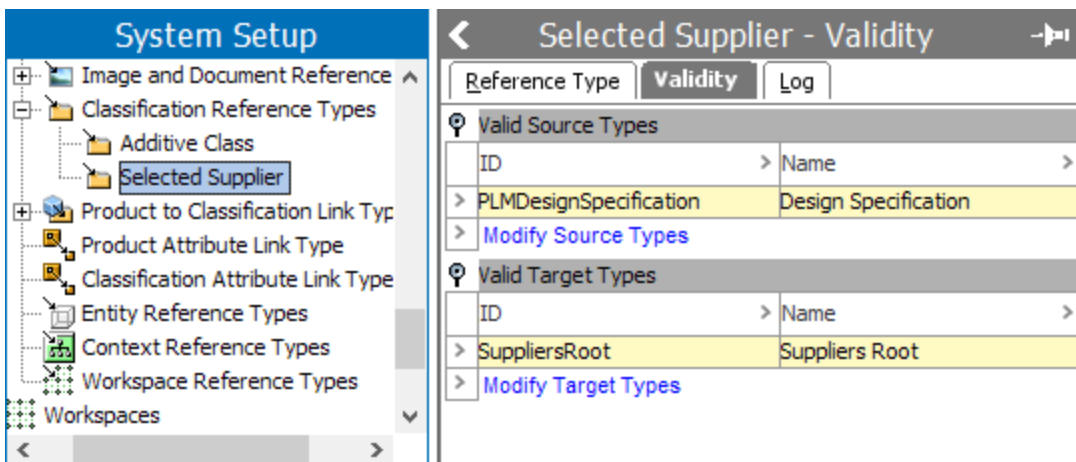 System Setup
Image and Document Reference
Classification Reference Types
Additive Class
Selected Supplier
Product to Classification Link Typ
Product Attribute Link Type
Classification Attribute Link Type
Entity Reference Types
Context Reference Types
Workspace Reference Types
Workspaces
Selected Supplier - Validity
Reference Type Validity Log
Valid Source Types
ID > Name >
> PLMDesignSpecification Design Specification
> Modify Source Types
Valid Target Types
ID > Name >
> SuppliersRoot Suppliers Root
> Modify Target Types